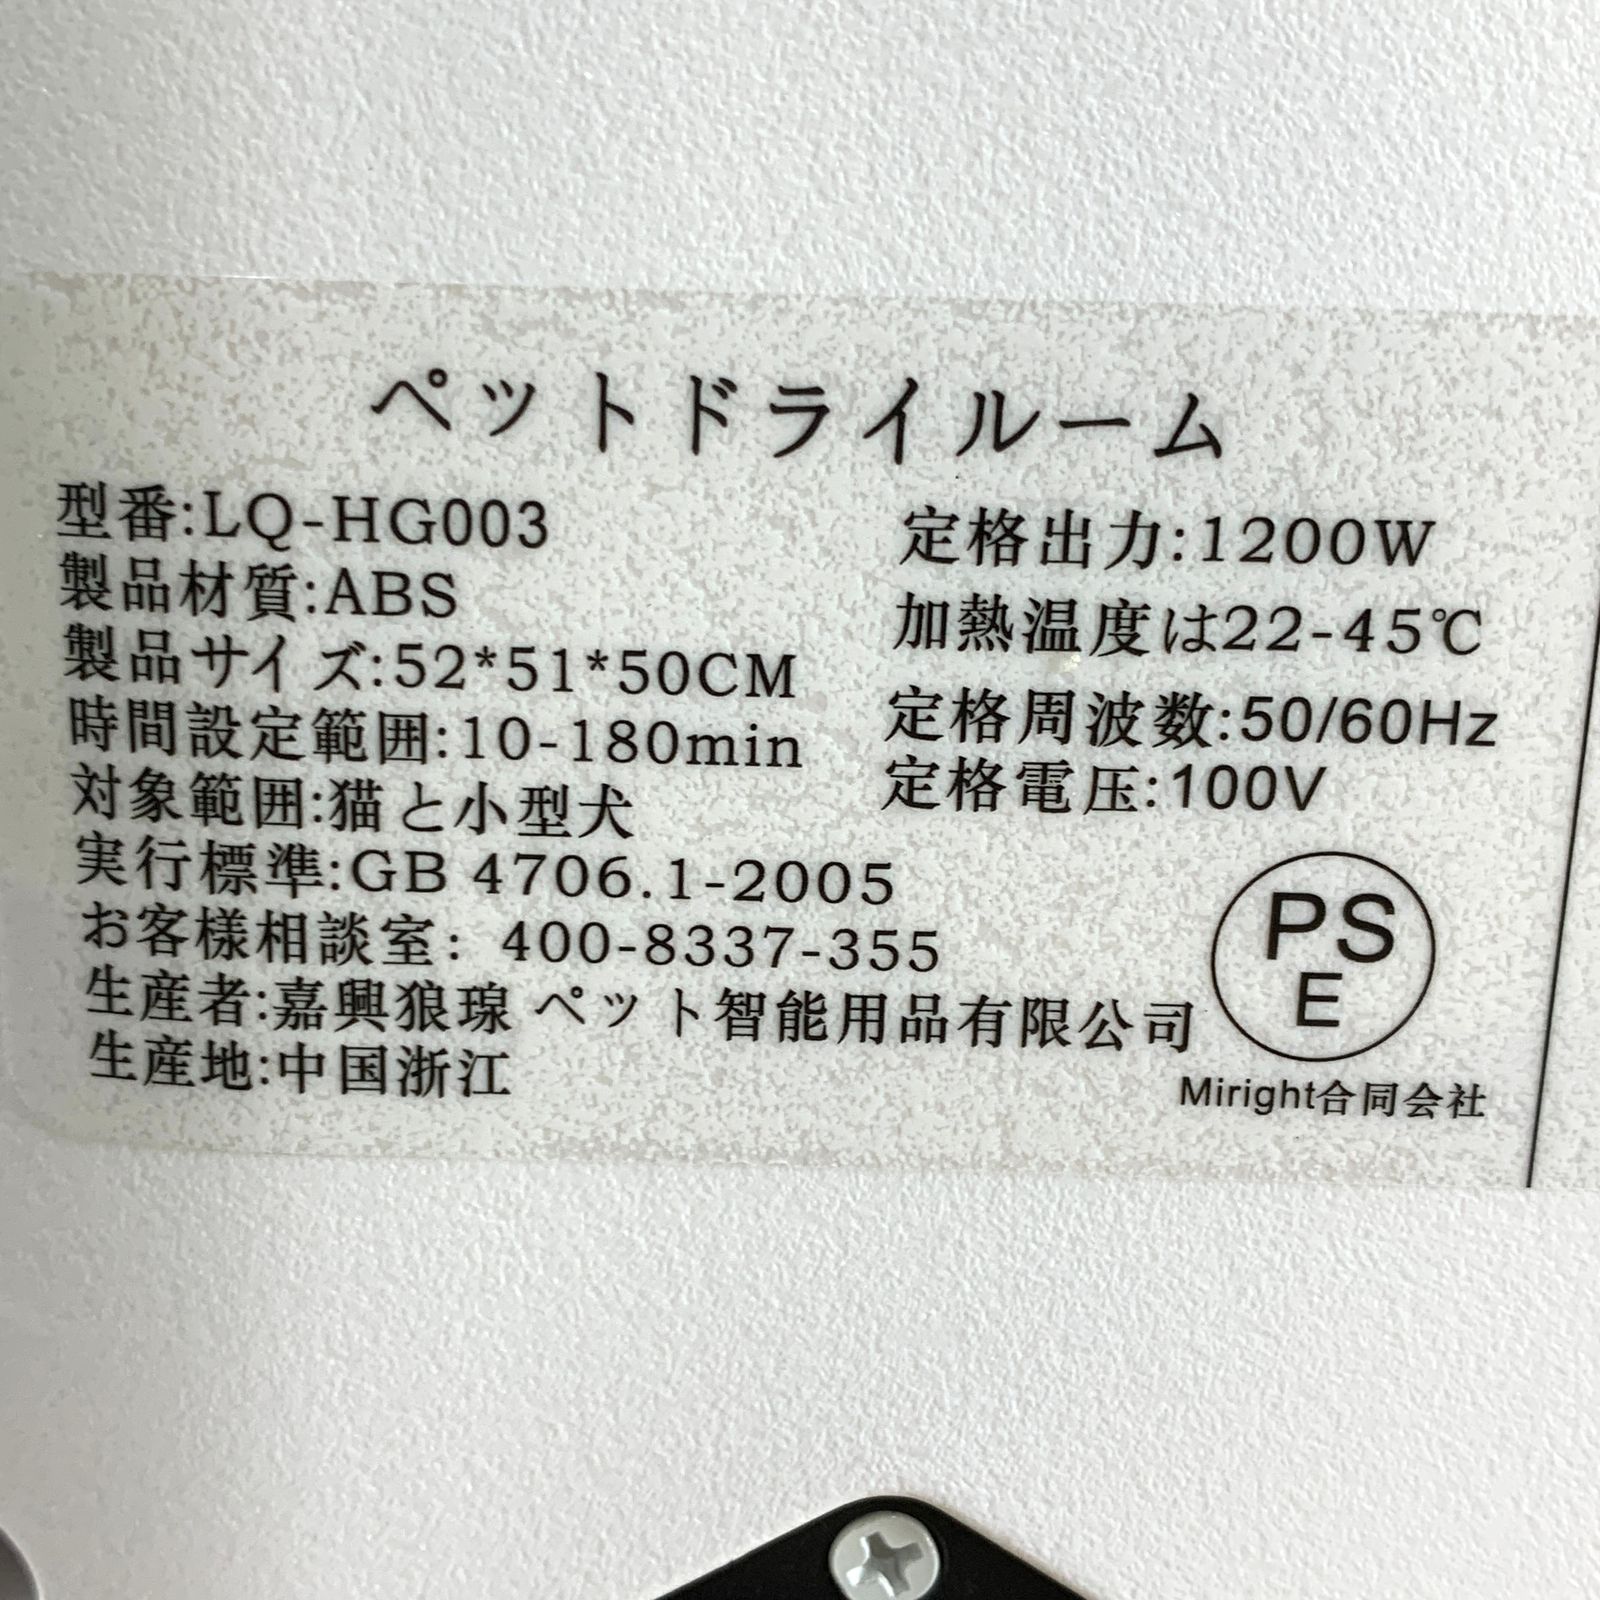 ペットドライルーム
型番:LQ-HG003
製品材質:ABS
製品サイズ:52*51*50CM
時間設定範囲:10-180min
対象範囲:猫と小型犬
実行標準:GB 4706.1-2005
お客様相談室: 400-8337-355
生産者:嘉興狼琅 ペット智能用品有限公司
生産地:中国浙江
定格出力:1200W
加熱温度は22-45℃
定格周波数:50/60Hz
定格電圧:100V
PS
E
Miright合同会社